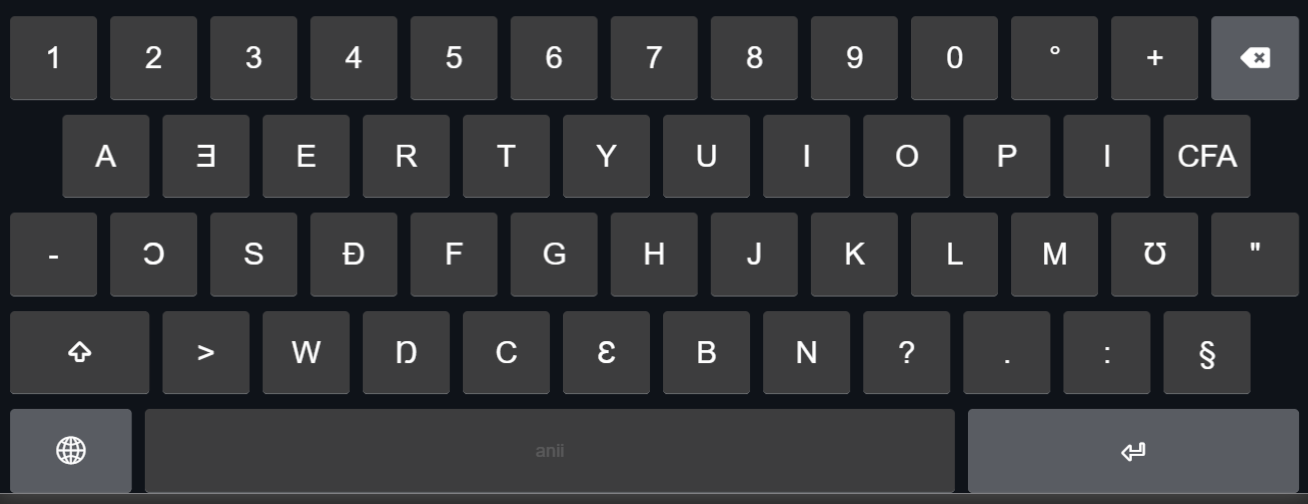 1 2 3 4 5 6 7 8 9 0 ° +
A Ǝ E R T Y U I O P I CFA
- Ɔ S Ɖ F G H J K L M Ʊ "
> W Ŋ C Ɛ B N ? . : §
anii